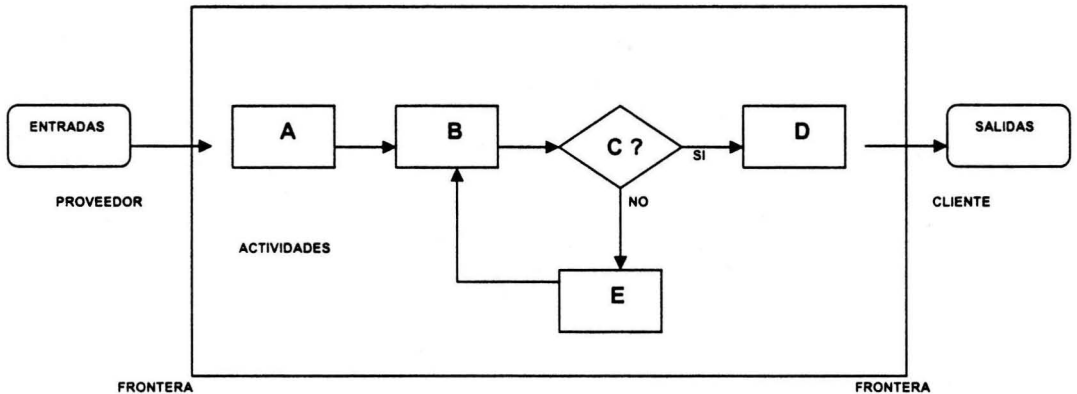 ENTRADAS
A
B
C ?
SI
D
SALIDAS
PROVEEDOR
NO
CLIENTE
ACTIVIDADES
E
FRONTERA
FRONTERA